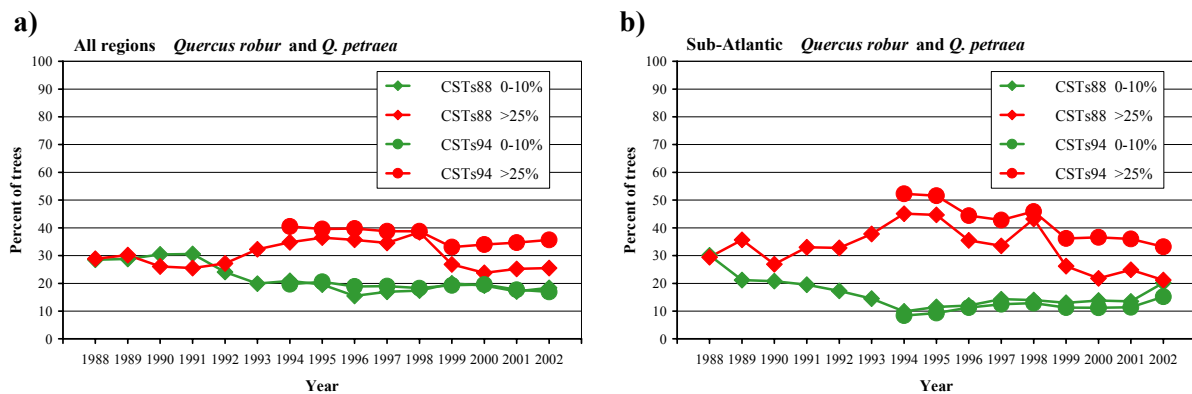 a)
All regions Quercus robur and Q. petraea
Percent of trees
100
90
80
70
60
50
40
30
20
10
0
CSTs88 0-10%
CSTs88 >25%
CSTs94 0-10%
CSTs94 >25%
1988 1989 1990 1991 1992 1993 1994 1995 1996 1997 1998 1999 2000 2001 2002
Year
b)
Sub-Atlantic Quercus robur and Q. petraea
Percent of trees
100
90
80
70
60
50
40
30
20
10
0
CSTs88 0-10%
CSTs88 >25%
CSTs94 0-10%
CSTs94 >25%
1988 1989 1990 1991 1992 1993 1994 1995 1996 1997 1998 1999 2000 2001 2002
Year